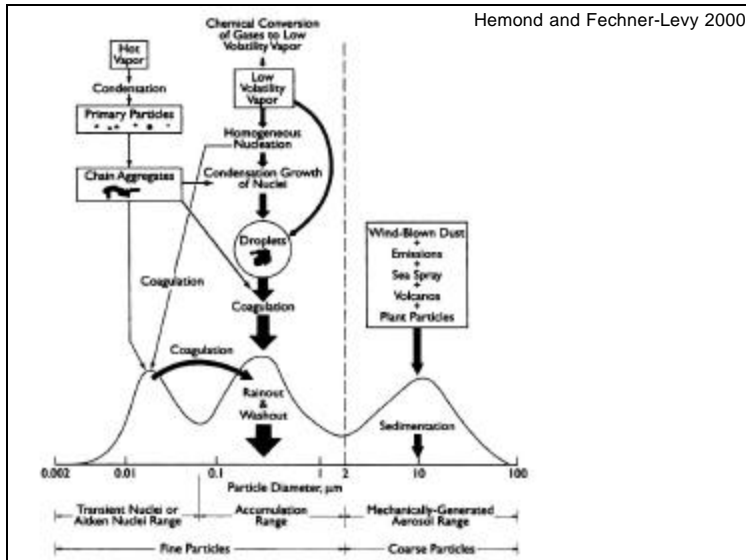 Hemond and Fechner-Levy 2000
Chemical Conversion
of Gases to Low
Volatility Vapor
Hot
Vapor
Condensation
Primary Particles
Chain Aggregates
Low
Volatility
Vapor
Homogeneous
Nucleation
Condensation Growth
of Nuclei
Droplets
Coagulation
Coagulation
Coagulation
Wind-Blown Dust
+
Emissions
+
Sea Spray
+
Volcanos
+
Plant Particles
Rainout
&
Washout
Sedimentation
0.002
0.01
0.1
1
2
10
100
Particle Diameter, µm
Transient Nuclei or
Aitken Nuclei Range
Accumulation
Range
Mechanically-Generated
Aerosol Range
Fine Particles
Coarse Particles